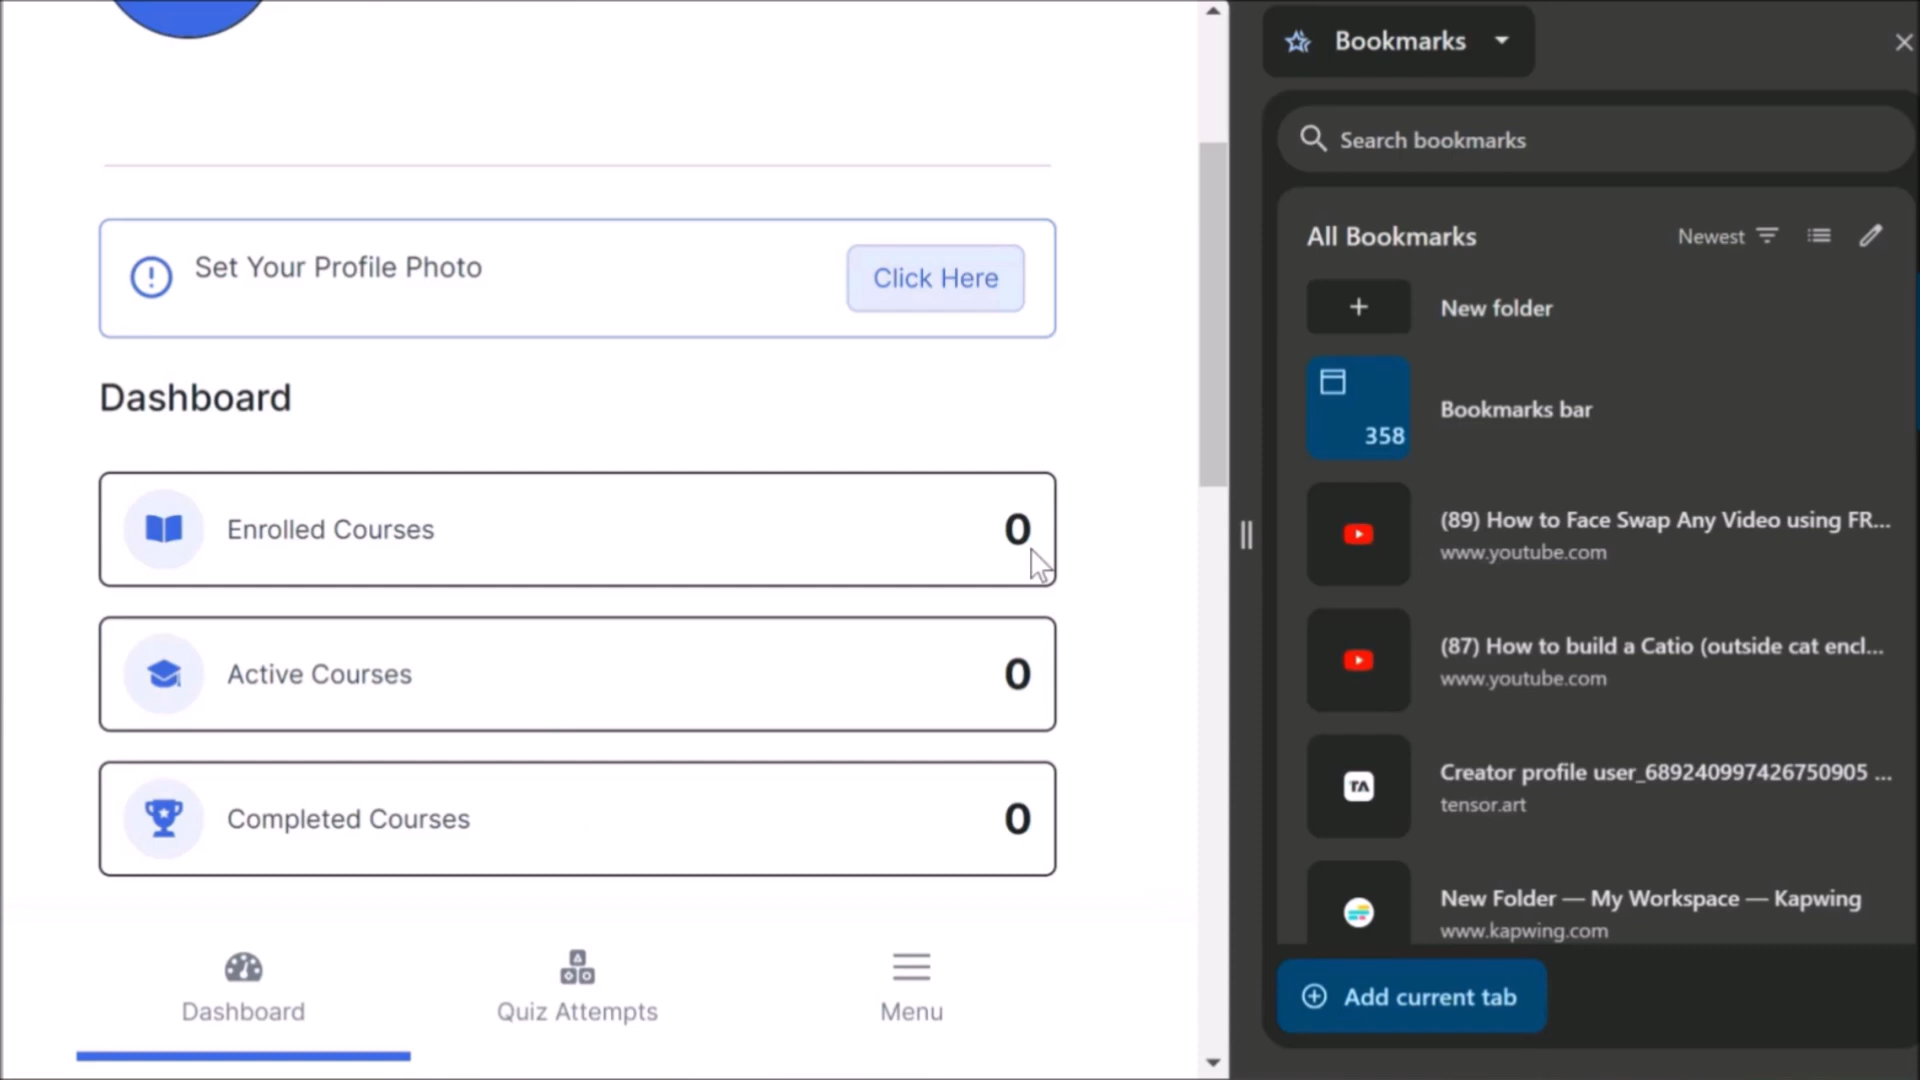 Set Your Profile Photo
Click Here
Dashboard
Enrolled Courses
0
Active Courses
0
Completed Courses
0
Dashboard
Quiz Attempts
Menu
Bookmarks
Search bookmarks
All Bookmarks
Newest
New folder
358
Bookmarks bar
(89) How to Face Swap Any Video using FR...
www.youtube.com
(87) How to build a Catio (outside cat encl...
www.youtube.com
TA
Creator profile user_689240997426750905 ...
tensor.art
New Folder — My Workspace — Kapwing
www.kapwing.com
Add current tab